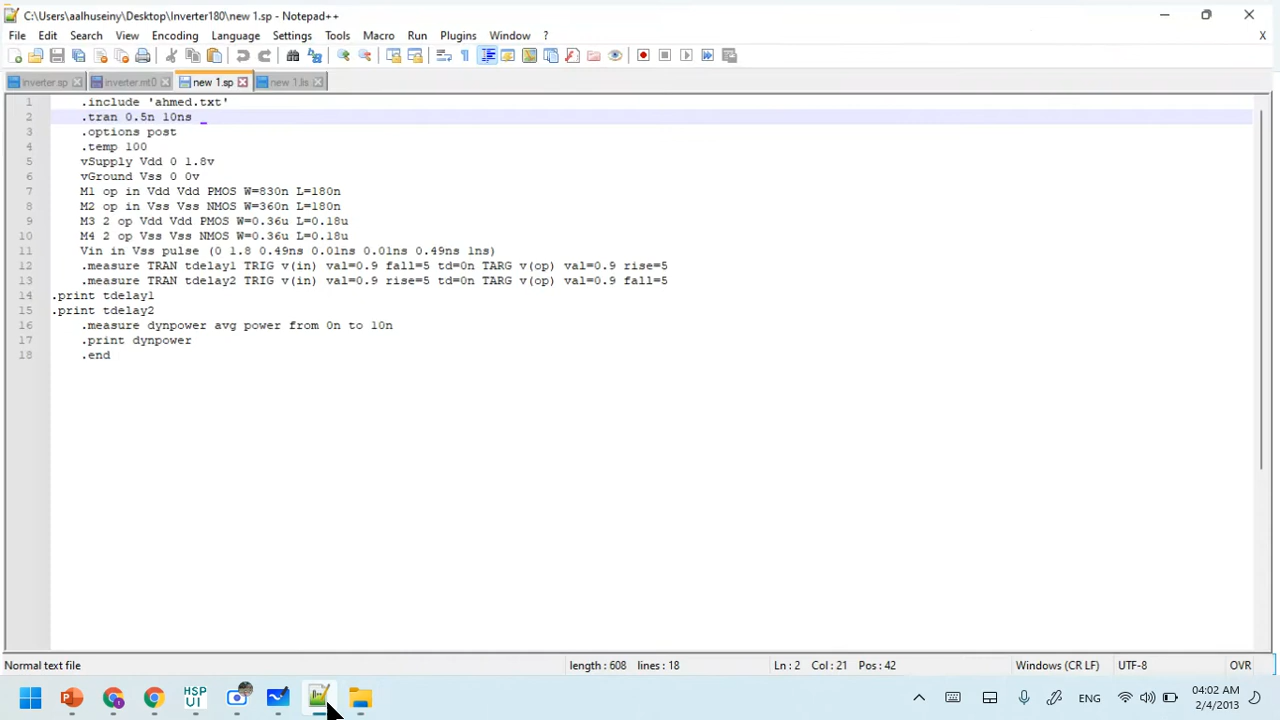 C:\Users\aalhuseiny\Desktop\Inverter180\new 1.sp - Notepad++
File Edit Search View Encoding Language Settings Tools Macro Run Plugins Window ? X
inverter.sp inverter.mt0 new 1.sp new 1.lis
1 .include 'ahmed.txt'
2 .tran 0.5n 10ns
3 .options post
4 .temp 100
5 vSupply Vdd 0 1.8v
6 vGround Vss 0 0v
7 M1 op in Vdd Vdd PMOS W=830n L=180n
8 M2 op in Vss Vss NMOS W=360n L=180n
9 M3 2 op Vdd Vdd PMOS W=0.36u L=0.18u
10 M4 2 op Vss Vss NMOS W=0.36u L=0.18u
11 Vin in Vss pulse (0 1.8 0.49ns 0.01ns 0.01ns 0.49ns 1ns)
12 .measure TRAN tdelay1 TRIG v(in) val=0.9 fall=5 td=0n TARG v(op) val=0.9 rise=5
13 .measure TRAN tdelay2 TRIG v(in) val=0.9 rise=5 td=0n TARG v(op) val=0.9 fall=5
14 .print tdelay1
15 .print tdelay2
16 .measure dynpower avg power from 0n to 10n
17 .print dynpower
18 .end
Normal text file length : 608 lines : 18 Ln : 2 Col : 21 Pos : 42 Windows (CR LF) UTF-8 OVR
HSP UI ENG 04:02 AM
2/4/2013